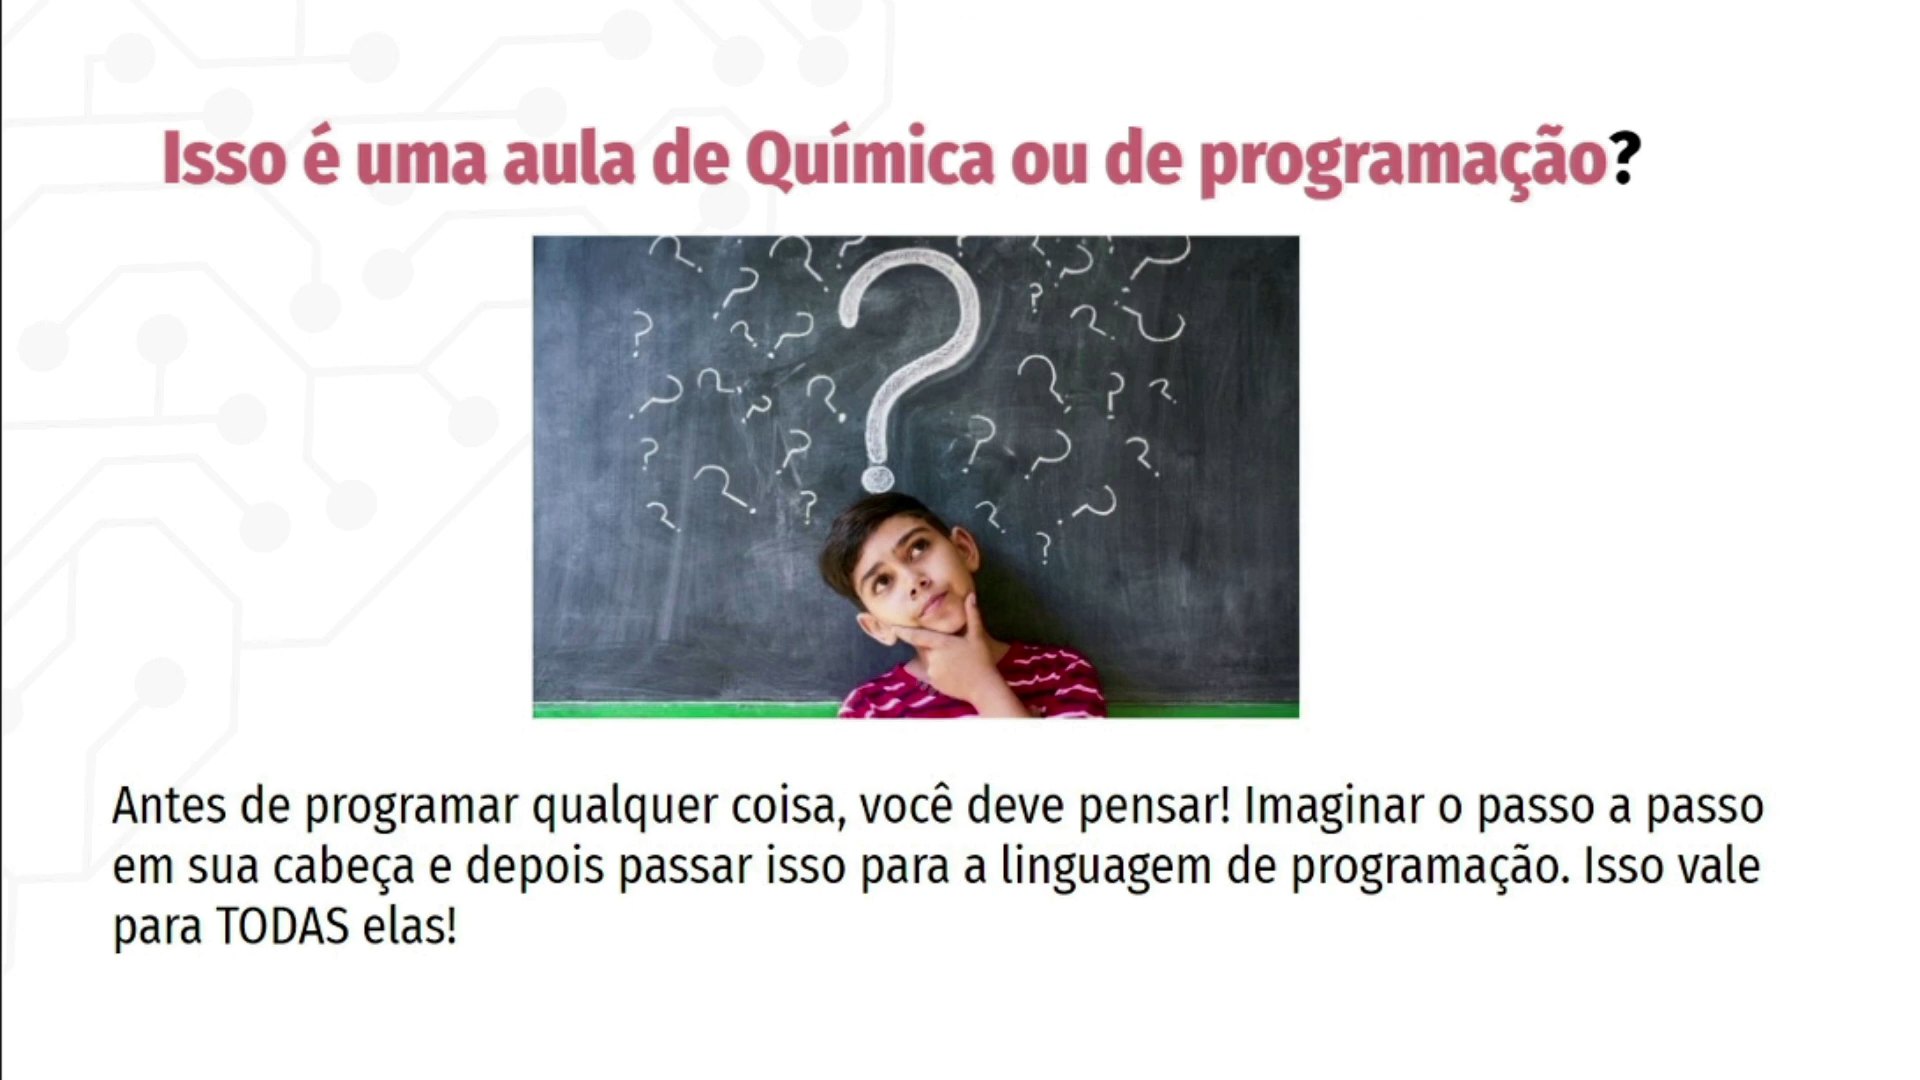 Isso é uma aula de Química ou de programação?
Antes de programar qualquer coisa, você deve pensar! Imaginar o passo a passo
em sua cabeça e depois passar isso para a linguagem de programação. Isso vale
para TODAS elas!